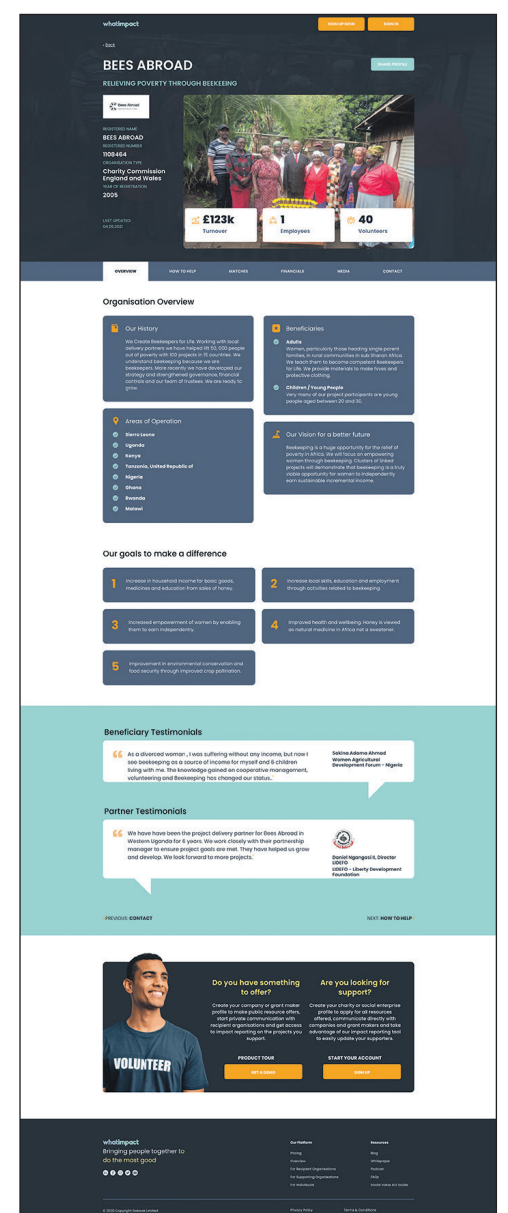 whatimpact
SIGN UP NOW
SIGN IN
‹ Back
BEES ABROAD
SHARE PROFILE
RELIEVING POVERTY THROUGH BEEKEEING
Bees Abroad
REGISTERED NAME
BEES ABROAD
REGISTERED NUMBER
1108464
ORGANISATION TYPE
Charity Commission
England and Wales
YEAR OF REGISTRATION
2005
LAST UPDATED
04.05.2021
£123k
Turnover
1
Employees
40
Volunteers
OVERVIEW
HOW TO HELP
MATCHES
FINANCIALS
MEDIA
CONTACT
Organisation Overview
Our History
We Create Beekeepers for Life. Working with local
delivery partners we have helped lift 50, 000 people
out of poverty with 100 projects in 15 countries. We
understand beekeeping because we are
beekeepers. More recently we have developed our
strategy and strengthened governance, financial
controls and our team of trustees. We are ready to
grow.
Beneficiaries
Adults
Women, particularly those heading single parent
families, in rural communities in sub Sharan Africa.
We teach them to become competent Beekeepers
for Life. We provide materials to make hives and
protective clothing.
Children / Young People
Very many of our project participants are young
people aged between 20 and 30.
Areas of Operation
Sierra Leone
Uganda
Kenya
Tanzania, United Republic of
Nigeria
Ghana
Rwanda
Malawi
Our Vision for a better future
Beekeeping is a huge opportunity for the relief of
poverty in Africa. We will focus on empowering
women through beekeeping. Clusters of linked
projects will demonstrate that beekeeping is a truly
viable opportunity for women to independently
earn sustainable incremental income.
Our goals to make a difference
1
Increase in household income for basic goods,
medicines and education from sales of honey.
2
Increase local skills, education and employment
through activities related to beekeeping.
3
Increased empowerment of women by enabling
them to earn independently.
4
Improved health and wellbeing. Honey is viewed
as natural medicine in Africa not a sweetener.
5
Improvement in environmental conservation and
food security through improved crop pollination.
Beneficiary Testimonials
“ As a divorced woman , I was suffering without any income, but now I
see beekeeping as a source of income for myself and 6 children
living with me. The knowledge gained on cooperative management,
volunteering and Beekeeping has changed our status.
Sakina Adama Ahmad
Women Agricultural
Development Forum - Nigeria
Partner Testimonials
“ We have have been the project delivery partner for Bees Abroad in
Western Uganda for 6 years. We work closely with their partnership
manager to ensure project goals are met. They have helped us grow
and develop. We look forward to more projects.
Daniel Ngangasi II, Director
LIDEFO
LIDEFO - Liberty Development
Foundation
PREVIOUS: CONTACT
NEXT: HOW TO HELP
VOLUNTEER
Do you have something
to offer?
Create your company or grant maker
profile to make public resource offers,
start private communication with
recipient organisations and get access
to impact reporting on the projects you
support.
PRODUCT TOUR
GET A DEMO
Are you looking for
support?
Create your charity or social enterprise
profile to apply for all resources
offered, communicate directly with
companies and grant makers and take
advantage of our impact reporting tool
to easily update your supporters.
START YOUR ACCOUNT
SIGN UP
whatimpact
Bringing people together to
do the most good
Our Platform
Pricing
Overview
For Recipient Organisations
For Supporting Organisations
For Individuals
Resources
Blog
Whitepaper
Podcast
FAQs
Social Value Act Guide
Privacy Policy
Terms & Conditions